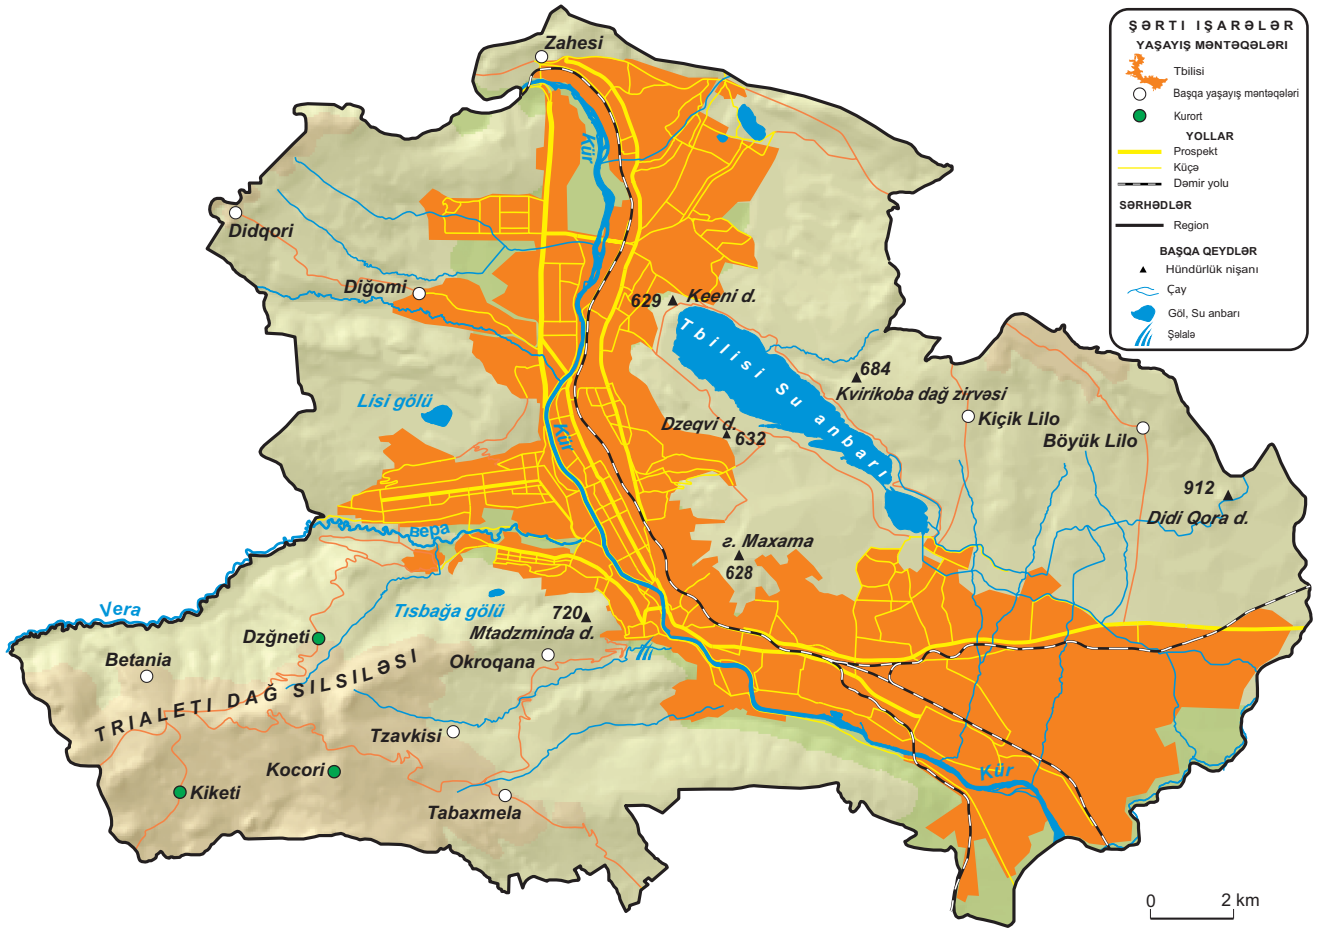 Zahesi
Kür
Didqori
Diğomi
629 Keeni d.
Tbilisi Su anbarı
684
Kvirikoba dağ zirvəsi
Lisi gölü
Kür
Dzeqvi d.
632
Kiçik Lilo
Böyük Lilo
912
Didi Qora d.
Вера
г. Maxama
628
Vera
Tısbağa gölü
720
Mtadzminda d.
Dzğneti
Okroqana
Betania
TRIALETI DAĞ SILSILƏSI
Tzavkisi
Kocori
Kiketi
Tabaxmela
Kür
ŞƏRTI IŞARƏLƏR
YAŞAYIŞ MƏNTƏQƏLƏRI
Tbilisi
Başqa yaşayış məntəqələri
Kurort
YOLLAR
Prospekt
Küçə
Dəmir yolu
SƏRHƏDLƏR
Region
BAŞQA QEYDLƏR
Hündürlük nişanı
Çay
Göl, Su anbarı
Şəlalə
0 2 km